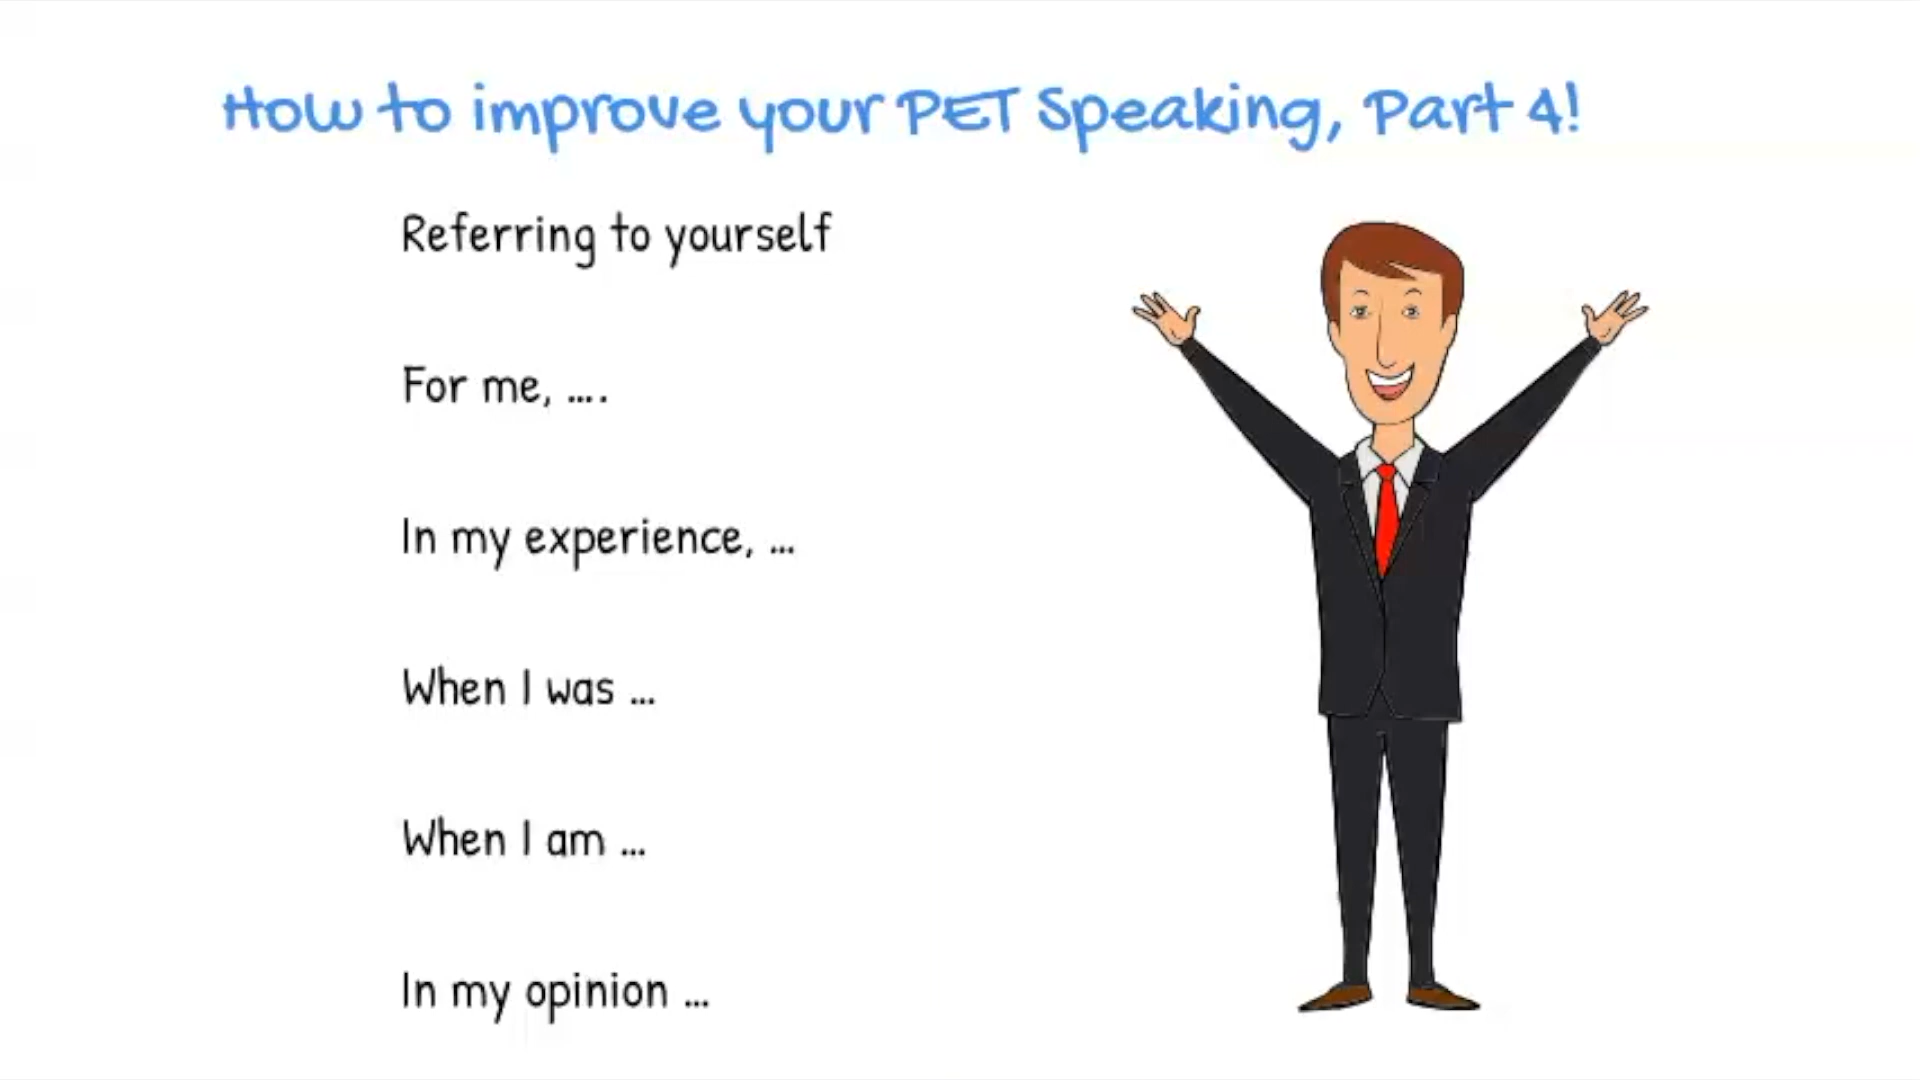 How to improve your PET Speaking, Part 4!
Referring to yourself
For me, ....
In my experience, ...
When I was ...
When I am ...
In my opinion ...